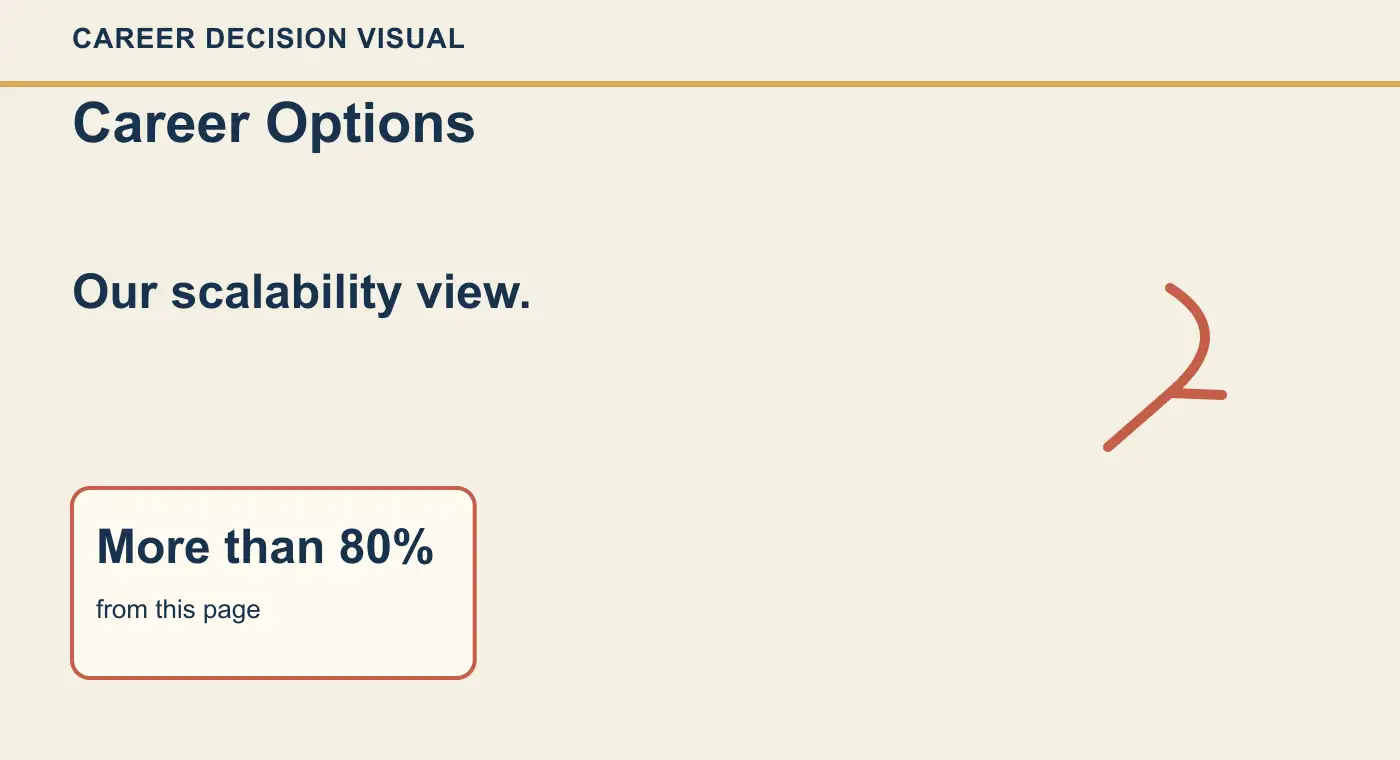 CAREER DECISION VISUAL
Career Options
Our scalability view.
More than 80%
from this page